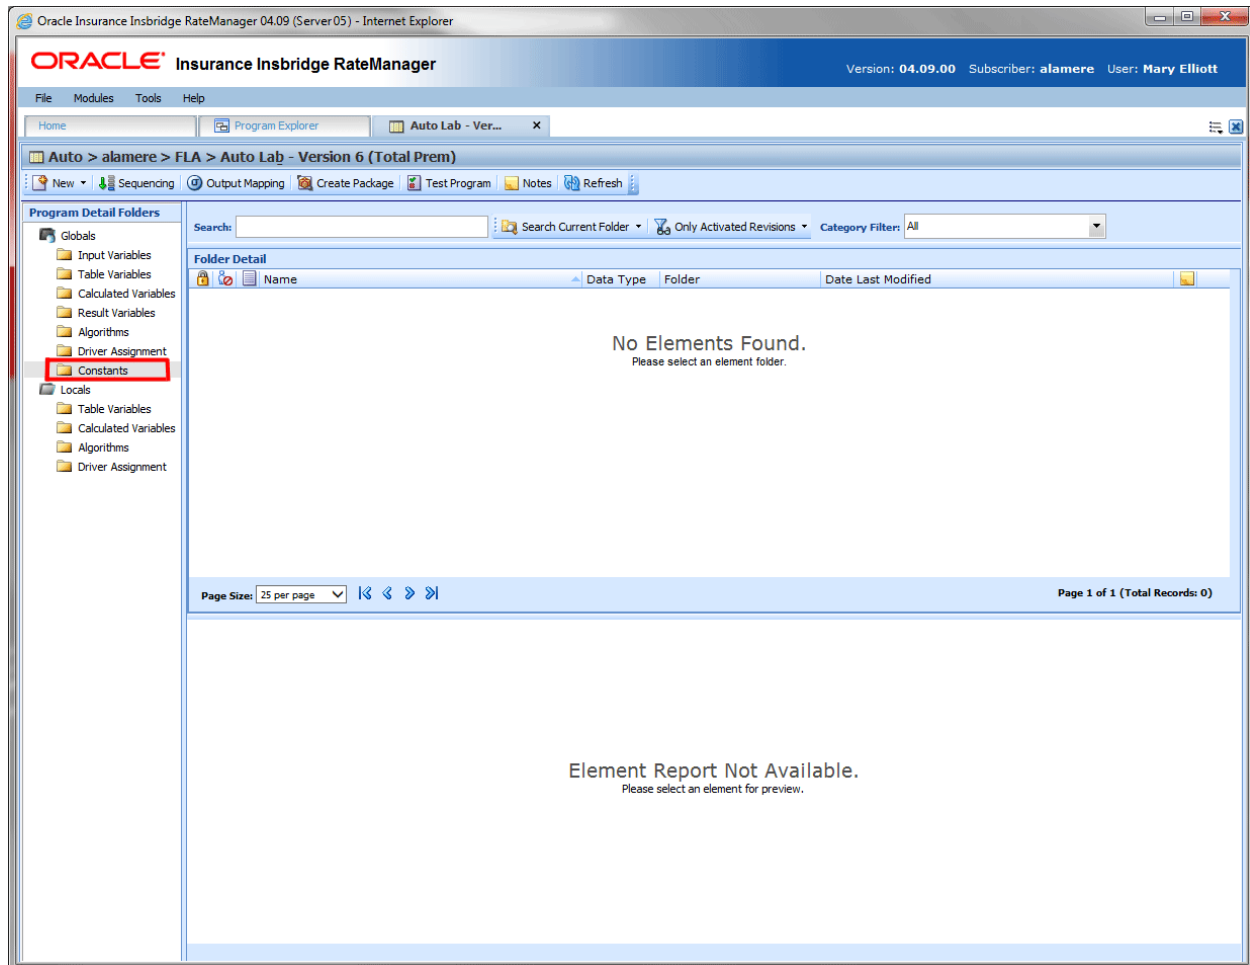 Oracle Insurance Insbridge RateManager 04.09 (Server05) - Internet Explorer
ORACLE Insurance Insbridge RateManager
Version: 04.09.00 Subscriber: alamere User: Mary Elliott
File Modules Tools Help
Home Program Explorer Auto Lab - Ver... X
Auto > alamere > FLA > Auto Lab - Version 6 (Total Prem)
New Sequencing Output Mapping Create Package Test Program Notes Refresh
Program Detail Folders
Globals
Input Variables
Table Variables
Calculated Variables
Result Variables
Algorithms
Driver Assignment
Constants
Locals
Table Variables
Calculated Variables
Algorithms
Driver Assignment
Search: Search Current Folder Only Activated Revisions Category Filter: All
Folder Detail
Name Data Type Folder Date Last Modified
No Elements Found.
Please select an element folder.
Page Size: 25 per page Page 1 of 1 (Total Records: 0)
Element Report Not Available.
Please select an element for preview.